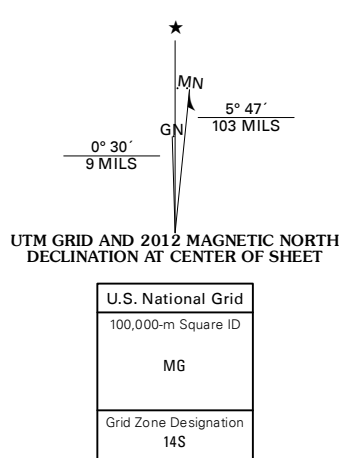 ★
MN
GN
5° 47´
103 MILS
0° 30´
9 MILS
UTM GRID AND 2012 MAGNETIC NORTH
DECLINATION AT CENTER OF SHEET
U.S. National Grid
100,000-m Square ID
MG
Grid Zone Designation
14S